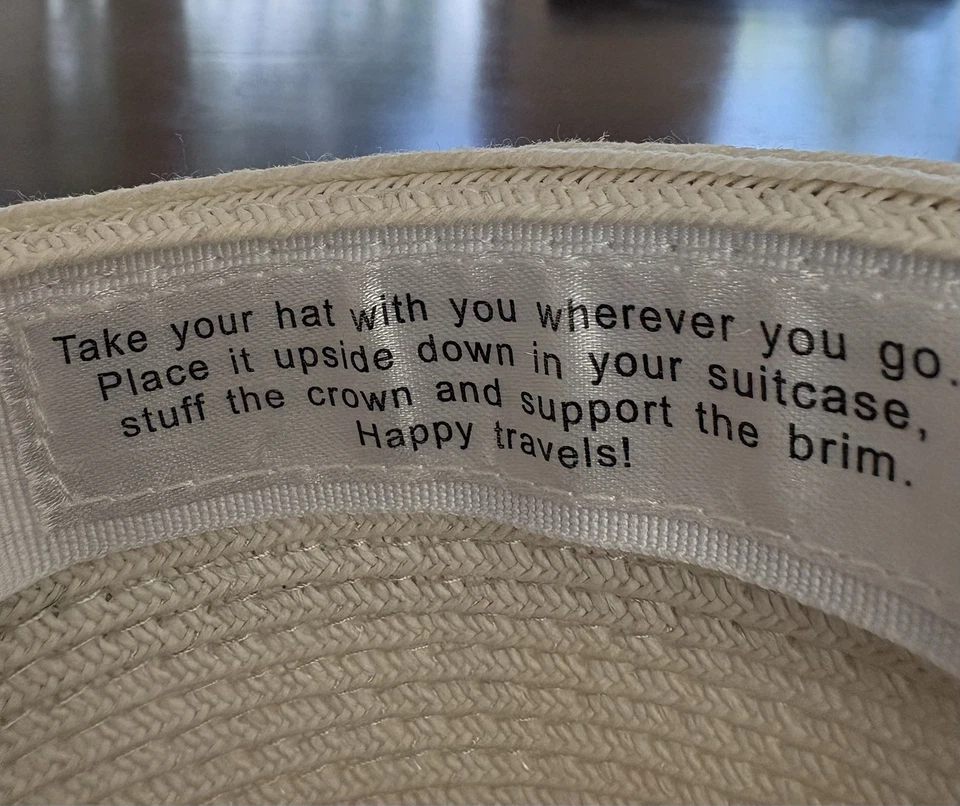 Take your hat with you wherever you go.
Place it upside down in your suitcase,
stuff the crown and support the brim.
Happy travels!